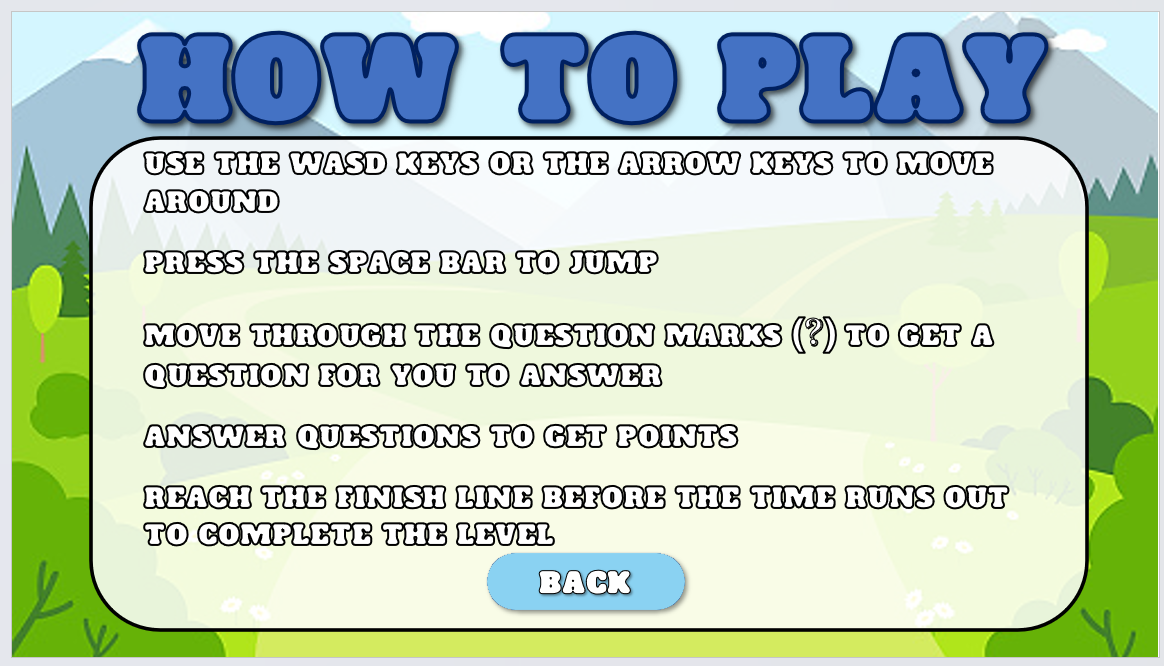 HOW TO PLAY
USE THE WASD KEYS OR THE ARROW KEYS TO MOVE
AROUND
PRESS THE SPACE BAR TO JUMP
MOVE THROUGH THE QUESTION MARKS (?) TO GET A
QUESTION FOR YOU TO ANSWER
ANSWER QUESTIONS TO GET POINTS
REACH THE FINISH LINE BEFORE THE TIME RUNS OUT
TO COMPLETE THE LEVEL
BACK